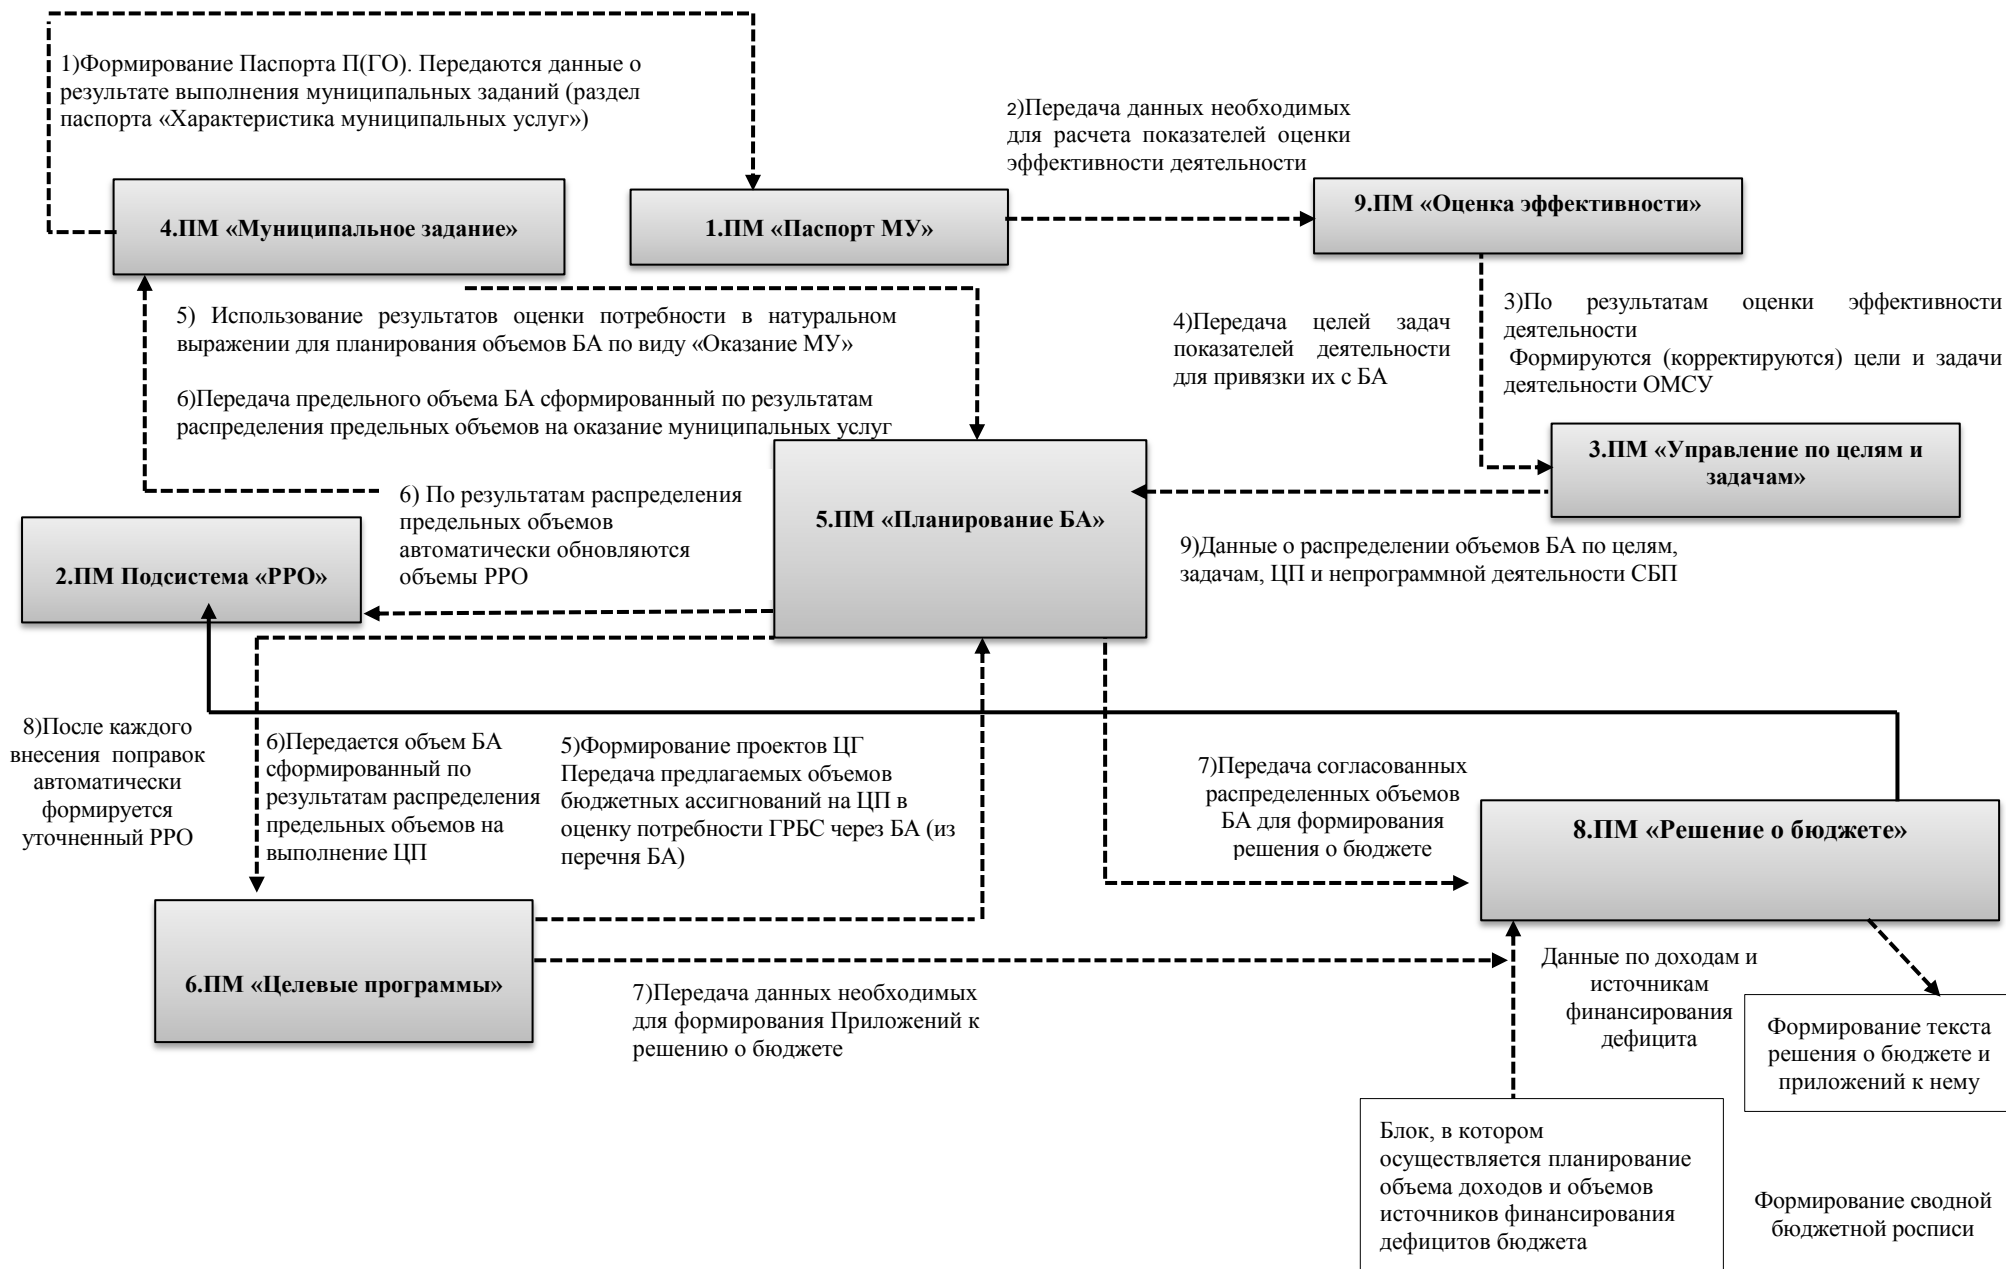 1)Формирование Паспорта П(ГО). Передаются данные о
результате выполнения муниципальных заданий (раздел
паспорта «Характеристика муниципальных услуг»)
2)Передача данных необходимых
для расчета показателей оценки
эффективности деятельности
4.ПМ «Муниципальное задание»
1.ПМ «Паспорт МУ»
9.ПМ «Оценка эффективности»
5) Использование результатов оценки потребности в натуральном
выражении для планирования объемов БА по виду «Оказание МУ»
6)Передача предельного объема БА сформированный по результатам
распределения предельных объемов на оказание муниципальных услуг
4)Передача целей задач
показателей деятельности
для привязки их с БА
3)По результатам оценки эффективности
деятельности
Формируются (корректируются) цели и задачи
деятельности ОМСУ
3.ПМ «Управление по целям и
задачам»
6) По результатам распределения
предельных объемов
автоматически обновляются
объемы РРО
5.ПМ «Планирование БА»
2.ПМ Подсистема «РРО»
9)Данные о распределении объемов БА по целям,
задачам, ЦП и непрограммной деятельности СБП
8)После каждого
внесения поправок
автоматически
формируется
уточненный РРО
6)Передается объем БА
сформированный по
результатам распределения
предельных объемов на
выполнение ЦП
5)Формирование проектов ЦГ
Передача предлагаемых объемов
бюджетных ассигнований на ЦП в
оценку потребности ГРБС через БА (из
перечня БА)
7)Передача согласованных
распределенных объемов
БА для формирования
решения о бюджете
8.ПМ «Решение о бюджете»
6.ПМ «Целевые программы»
7)Передача данных необходимых
для формирования Приложений к
решению о бюджете
Данные по доходам и
источникам
финансирования
дефицита
Формирование текста
решения о бюджете и
приложений к нему
Блок, в котором
осуществляется планирование
объема доходов и объемов
источников финансирования
дефицитов бюджета
Формирование сводной
бюджетной росписи